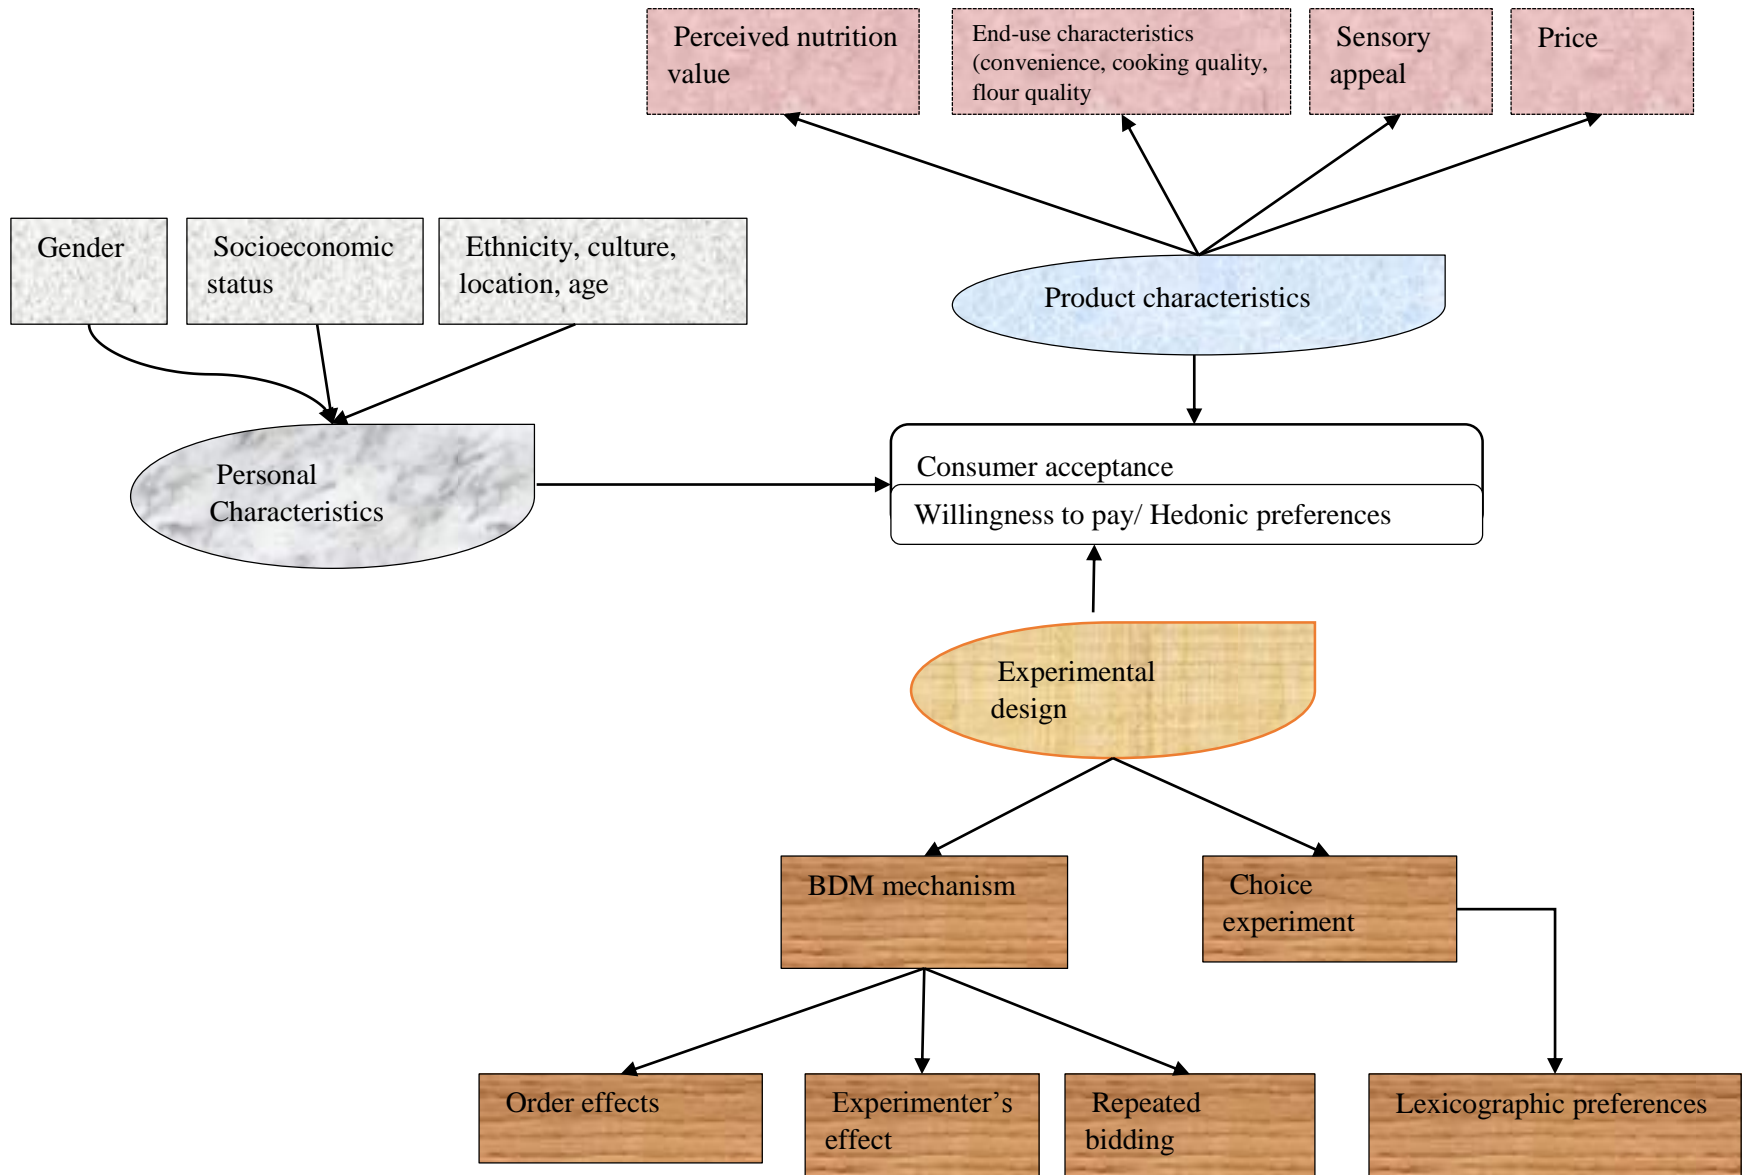 Perceived nutrition
value
End-use characteristics
(convenience, cooking quality,
flour quality
Sensory
appeal
Price
Gender
Socioeconomic
status
Ethnicity, culture,
location, age
Product characteristics
Personal
Characteristics
Consumer acceptance
Willingness to pay/ Hedonic preferences
Experimental
design
BDM mechanism
Choice
experiment
Order effects
Experimenter’s
effect
Repeated
bidding
Lexicographic preferences